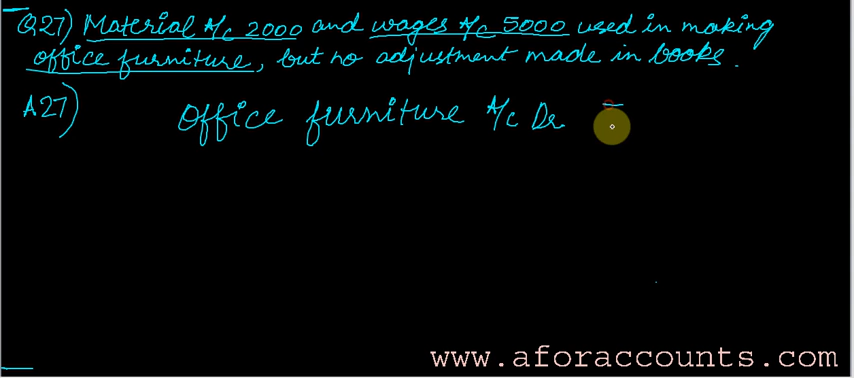 Q27) Material A/c 2000 and wages A/c 5000 used in making
office furniture, but no adjustment made in books.
A27) Office furniture A/c Dr.
www.aforaccounts.com